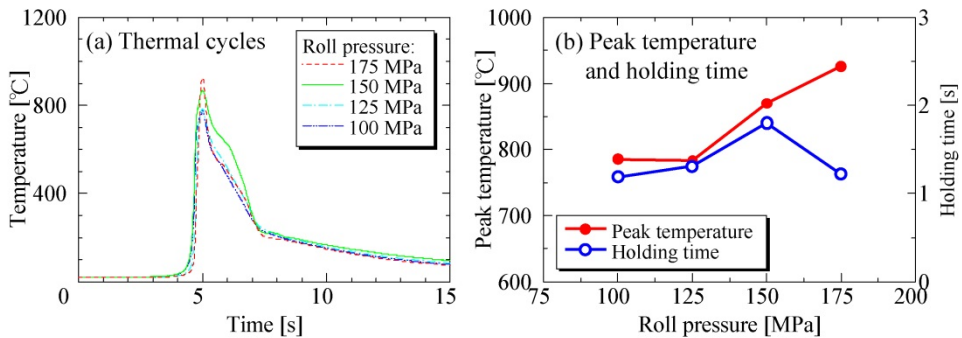 (a) Thermal cycles
Roll pressure:
175 MPa
150 MPa
125 MPa
100 MPa
Temperature [℃]
1200
800
400
0
5
10
15
Time [s]
(b) Peak temperature
and holding time
Peak temperature [℃]
1000
900
800
700
600
Peak temperature
Holding time
75
100
125
150
175
200
Roll pressure [MPa]
3
2
1
0
Holding time [s]